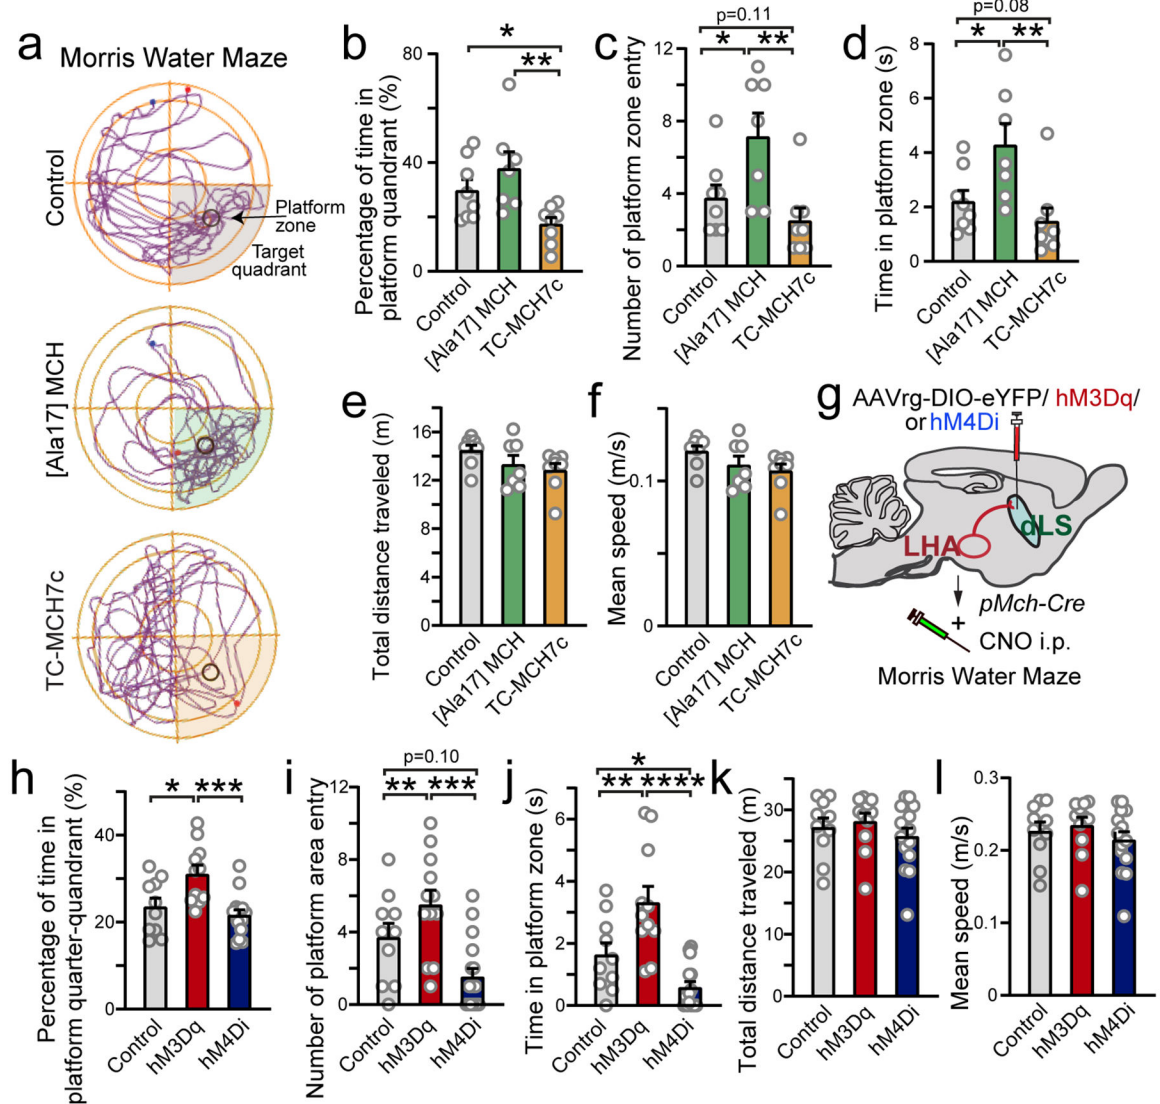 a
Morris Water Maze
Control
Platform
zone
Target
quadrant
[Ala17] MCH
TC-MCH7c
b
*
**
Percentage of time in
platform quandrant (%)
80
40
0
Control
[Ala17] MCH
TC-MCH7c
c
p=0.11
*
**
Number of platform zone entry
12
8
4
0
Control
[Ala17] MCH
TC-MCH7c
d
p=0.08
*
**
Time in platform zone (s)
8
6
4
2
0
Control
[Ala17] MCH
TC-MCH7c
e
Total distance traveled (m)
16
14
12
8
4
0
Control
[Ala17] MCH
TC-MCH7c
f
Mean speed (m/s)
0.1
0
Control
[Ala17] MCH
TC-MCH7c
g
AAVrg-DIO-eYFP/ hM3Dq/
or hM4Di
dLS
LHA
pMch-Cre
+
CNO i.p.
Morris Water Maze
h
*
***
Percentage of time in
platform quarter-quandrant (%)
40
20
0
Control
hM3Dq
hM4Di
i
p=0.10
**
***
Number of platform area entry
12
8
4
0
Control
hM3Dq
hM4Di
j
*
**
****
Time in platform zone (s)
6
4
2
0
Control
hM3Dq
hM4Di
k
Total distance traveled (m)
30
20
10
0
Control
hM3Dq
hM4Di
l
Mean speed (m/s)
0.3
0.2
0.1
0
Control
hM3Dq
hM4Di